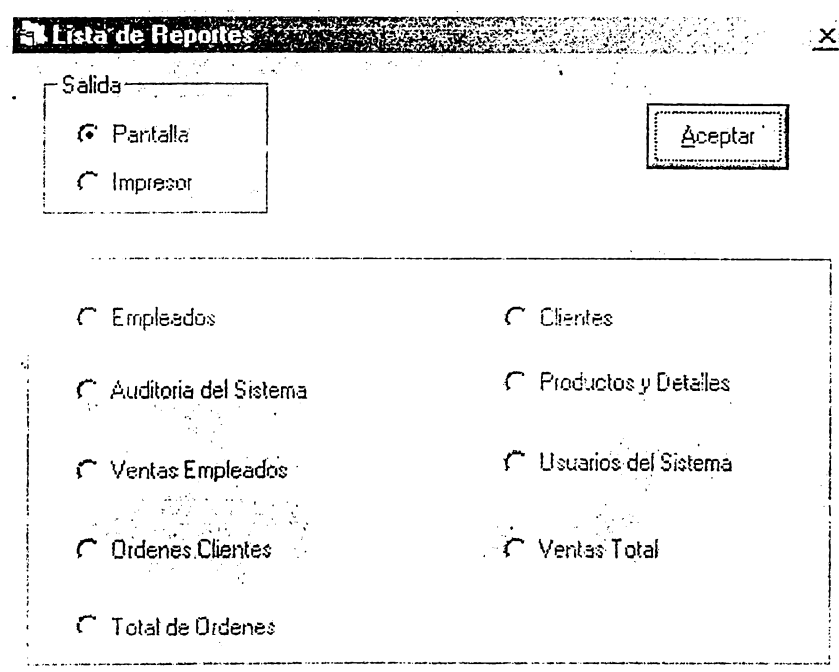 Lista de Reportes
Salida
Pantalla
Impresor
Aceptar
Empleados
Clientes
Auditoria del Sistema
Productos y Detalles
Ventas Empleados
Usuarios del Sistema
Ordenes Clientes
Ventas Total
Total de Ordenes